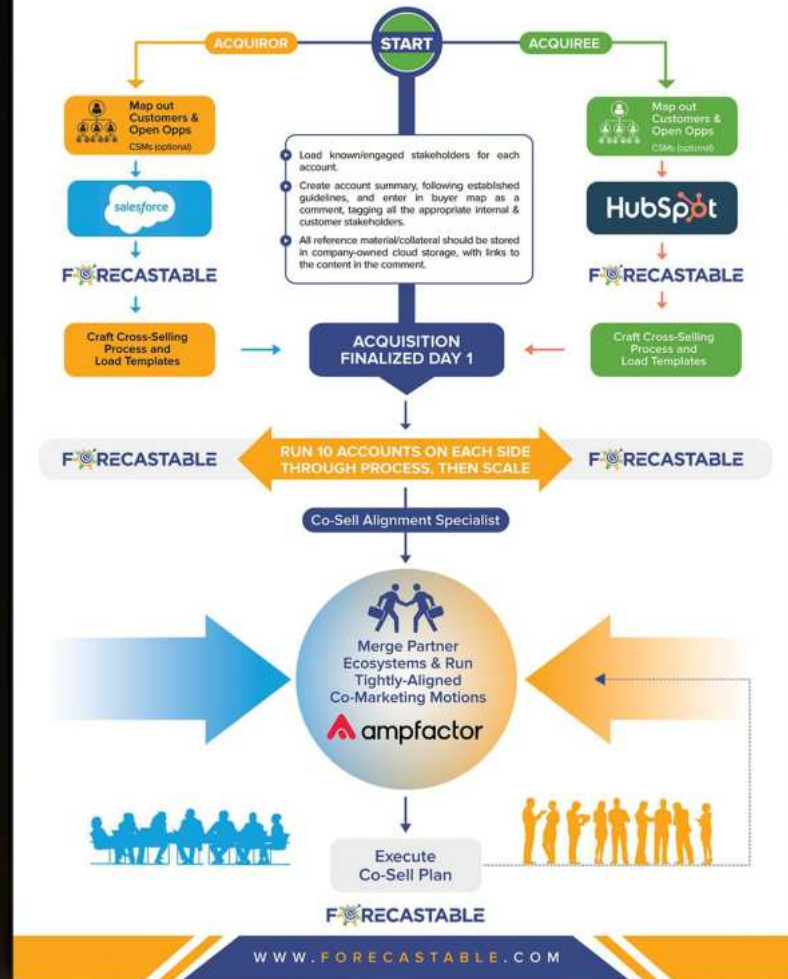 ACQUIROR
START
ACQUIREE
Map out
Customers &
Open Opps
CSMs (optional)
salesforce
FORECASTABLE
Craft Cross-Selling
Process and
Load Templates
Load known/engaged stakeholders for each
account.
Create account summary, following established
guidelines, and enter in buyer map as a
comment, tagging all the appropriate internal &
customer stakeholders.
All reference material/collateral should be stored
in company-owned cloud storage, with links to
the content in the comment.
Map out
Customers &
Open Opps
CSMs (optional)
HubSpot
FORECASTABLE
Craft Cross-Selling
Process and
Load Templates
ACQUISITION
FINALIZED DAY 1
FORECASTABLE
RUN 10 ACCOUNTS ON EACH SIDE
THROUGH PROCESS, THEN SCALE
FORECASTABLE
Co-Sell Alignment Specialist
Merge Partner
Ecosystems & Run
Tightly-Aligned
Co-Marketing Motions
ampfactor
Execute
Co-Sell Plan
FORECASTABLE
WWW.FORECASTABLE.COM